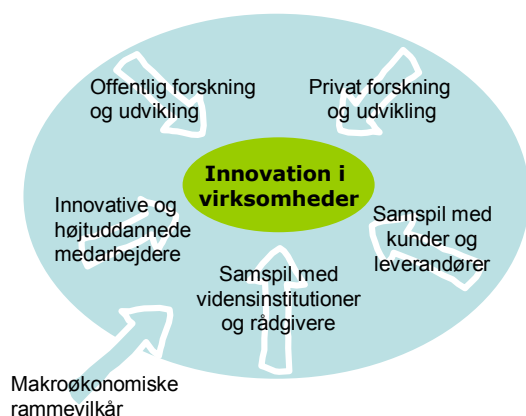 Offentlig forskning
og udvikling
Privat forskning
og udvikling
Innovation i
virksomheder
Innovative og
højtuddannede
medarbejdere
Samspil med
kunder og
leverandører
Samspil med
vidensinstitutioner
og rådgivere
Makroøkonomiske
rammevilkår